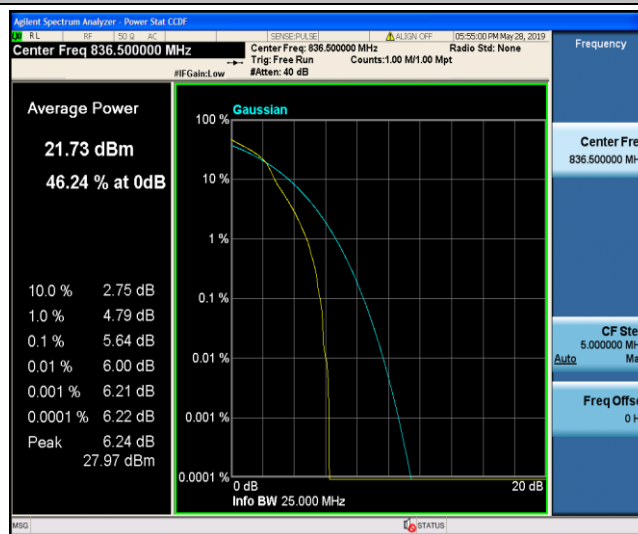 Agilent Spectrum Analyzer - Power Stat CCDF
RL RF 50 Ω AC SENSE:PULSE ALIGN OFF 05:55:00 PM May 28, 2019
Center Freq 836.500000 MHz
Center Freq: 836.500000 MHz Radio Std: None
Trig: Free Run Counts:1.00 M/1.00 Mpt
#IFGain:Low #Atten: 40 dB
Frequency
Average Power
21.73 dBm
46.24 % at 0dB
10.0 % 2.75 dB
1.0 % 4.79 dB
0.1 % 5.64 dB
0.01 % 6.00 dB
0.001 % 6.21 dB
0.0001 % 6.22 dB
Peak 6.24 dB
27.97 dBm
Gaussian
100 %
10 %
1 %
0.1 %
0.01 %
0.001 %
0.0001 %
0 dB 20 dB
Info BW 25.000 MHz
Center Fre
836.500000 MH
CF Ste
5.000000 MH
Auto Ma
Freq Offs
0 H
MSG STATUS